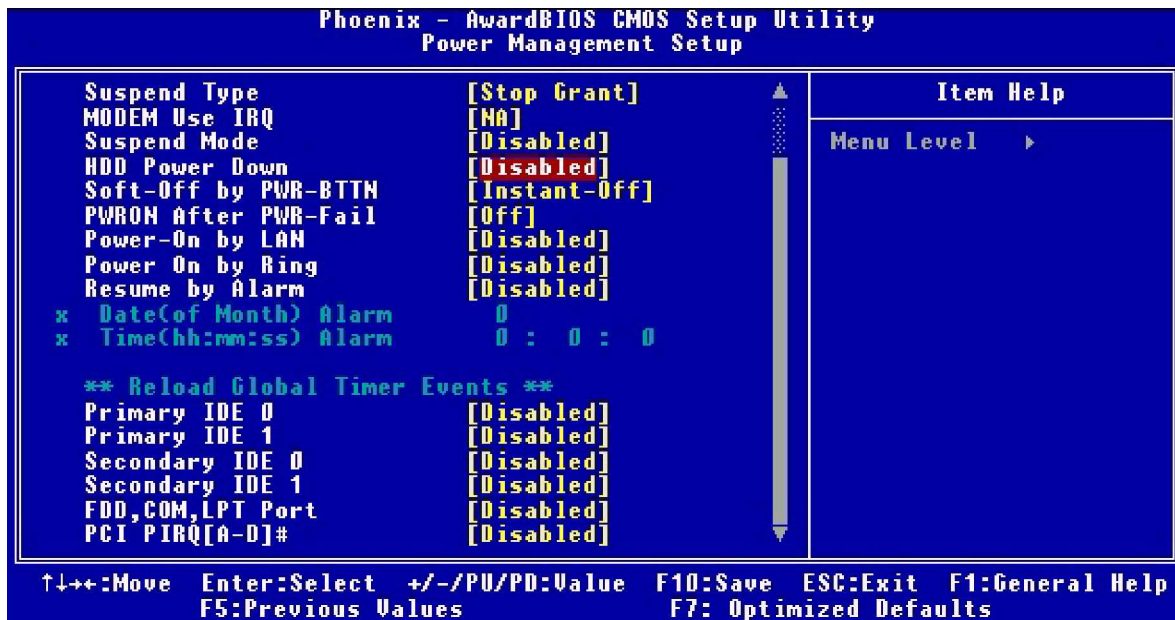 Phoenix - AwardBIOS CMOS Setup Utility
Power Management Setup
Suspend Type [Stop Grant]
MODEM Use IRQ [NA]
Suspend Mode [Disabled]
HDD Power Down [Disabled]
Soft-Off by PWR-BTTN [Instant-Off]
PWRON After PWR-Fail [Off]
Power-On by LAN [Disabled]
Power On by Ring [Disabled]
Resume by Alarm [Disabled]
x Date(of Month) Alarm 0
x Time(hh:mm:ss) Alarm 0 : 0 : 0
** Reload Global Timer Events **
Primary IDE 0 [Disabled]
Primary IDE 1 [Disabled]
Secondary IDE 0 [Disabled]
Secondary IDE 1 [Disabled]
FDD,COM,LPT Port [Disabled]
PCI PIRQ[A-D]# [Disabled]
Item Help
Menu Level ▸
↑↓→←:Move Enter:Select +/-/PU/PD:Value F10:Save ESC:Exit F1:General Help
F5:Previous Values F7: Optimized Defaults